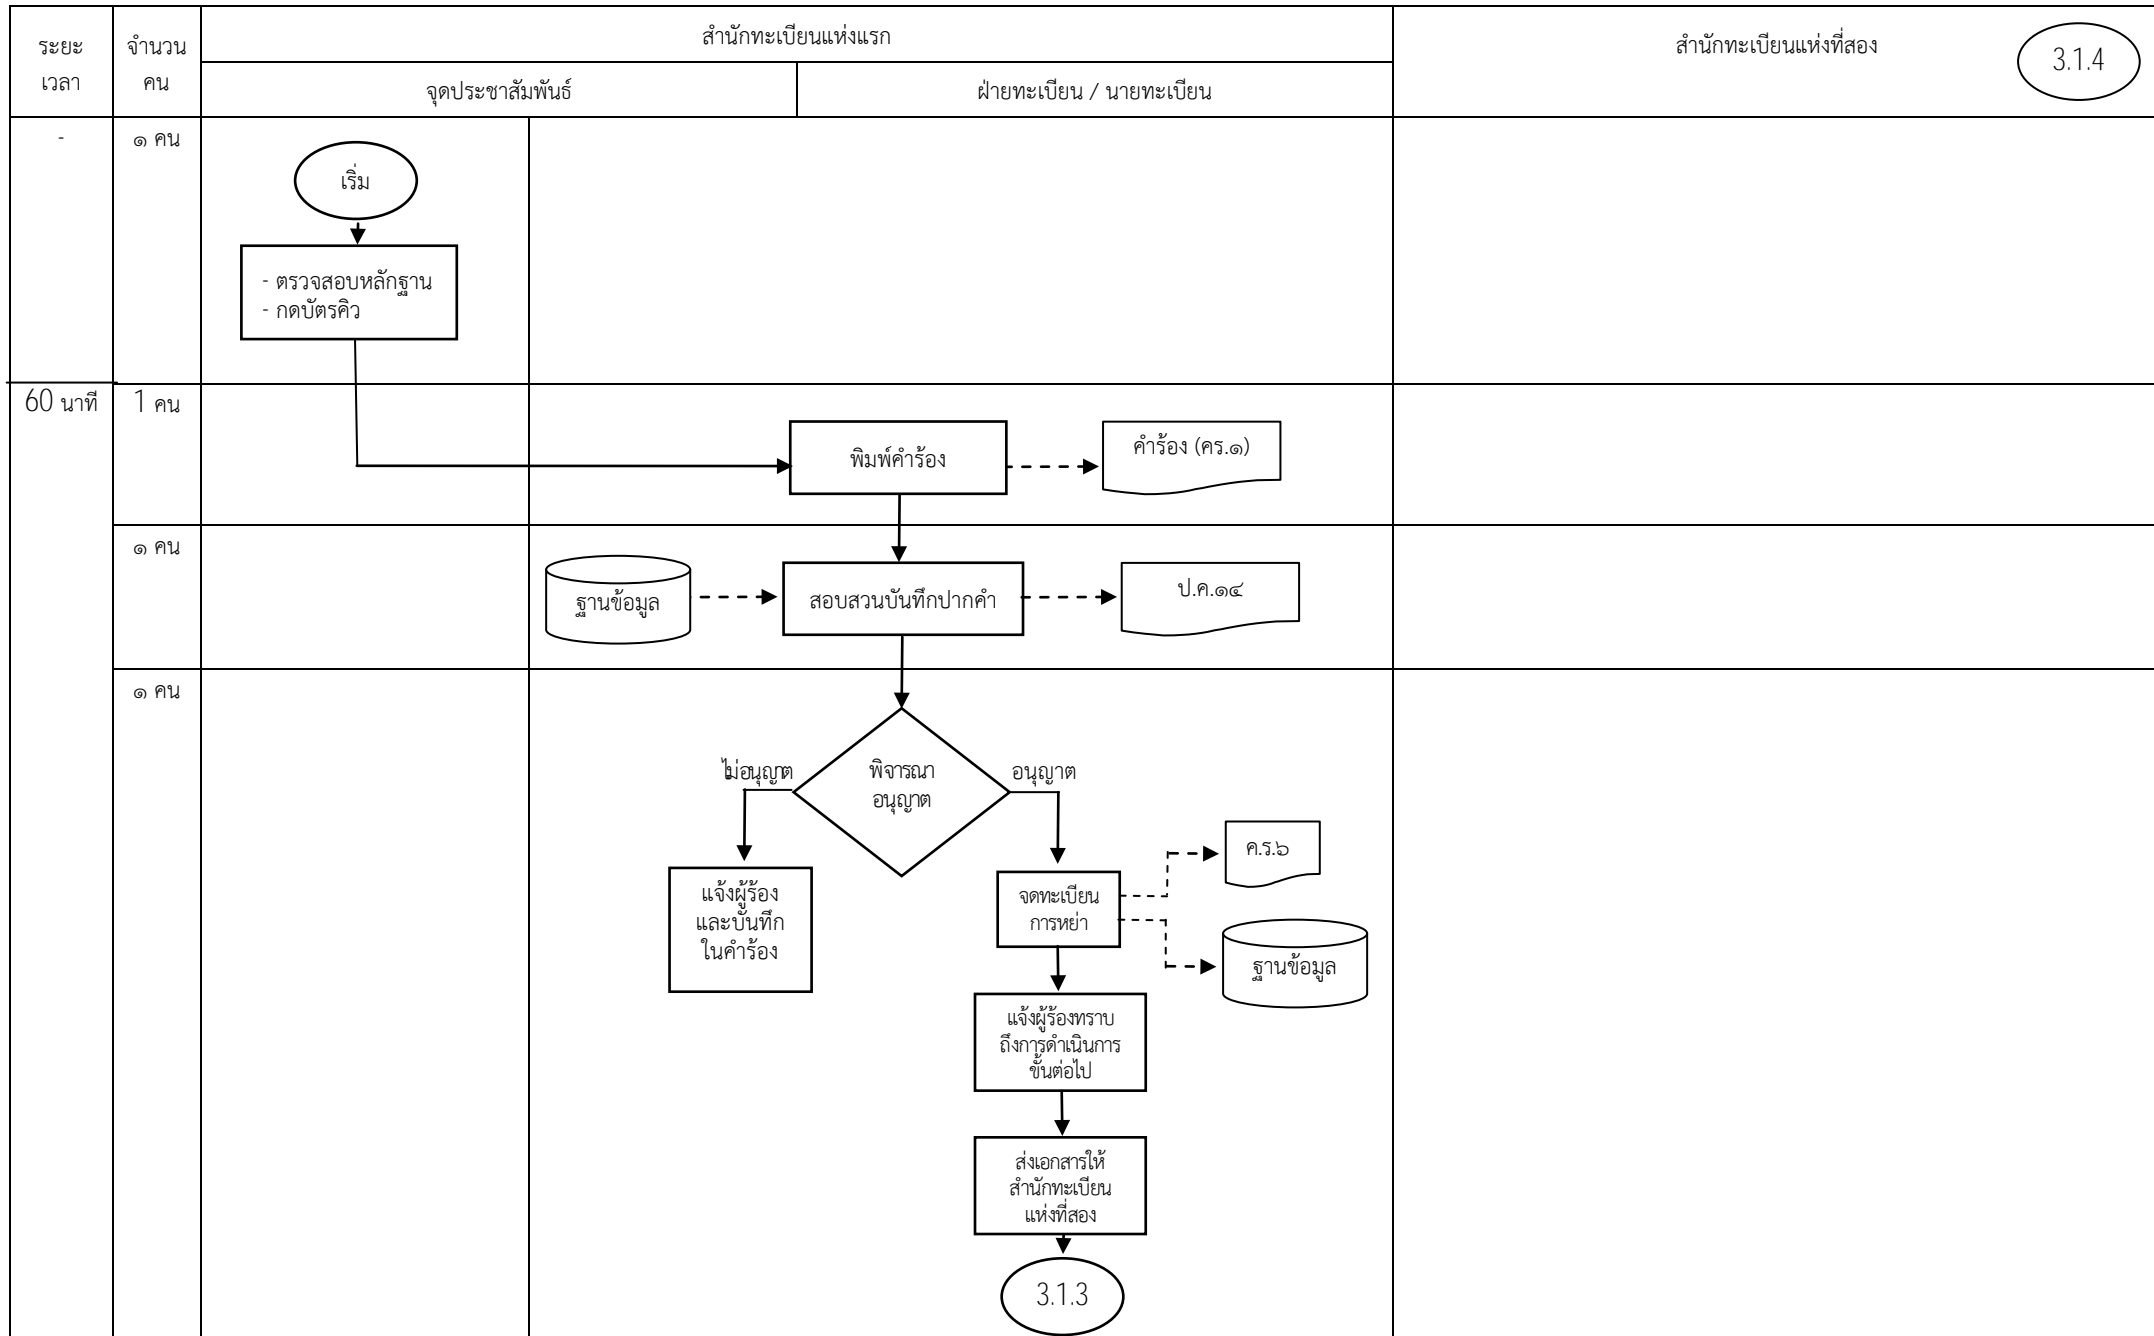 ระยะ
เวลา
จำนวน
คน
สำนักทะเบียนแห่งแรก
สำนักทะเบียนแห่งที่สอง
3.1.4
จุดประชาสัมพันธ์
ฝ่ายทะเบียน / นายทะเบียน
-
๑ คน
เริ่ม
- ตรวจสอบหลักฐาน
- กดบัตรคิว
60 นาที
1 คน
พิมพ์คำร้อง
คำร้อง (คร.๑)
๑ คน
ฐานข้อมูล
สอบสวนบันทึกปากคำ
ป.ค.๑๔
๑ คน
ไม่อนุญาต
พิจารณา
อนุญาต
อนุญาต
แจ้งผู้ร้อง
และบันทึก
ในคำร้อง
จดทะเบียน
การหย่า
ค.ร.๖
ฐานข้อมูล
แจ้งผู้ร้องทราบ
ถึงการดำเนินการ
ขั้นต่อไป
ส่งเอกสารให้
สำนักทะเบียน
แห่งที่สอง
3.1.3